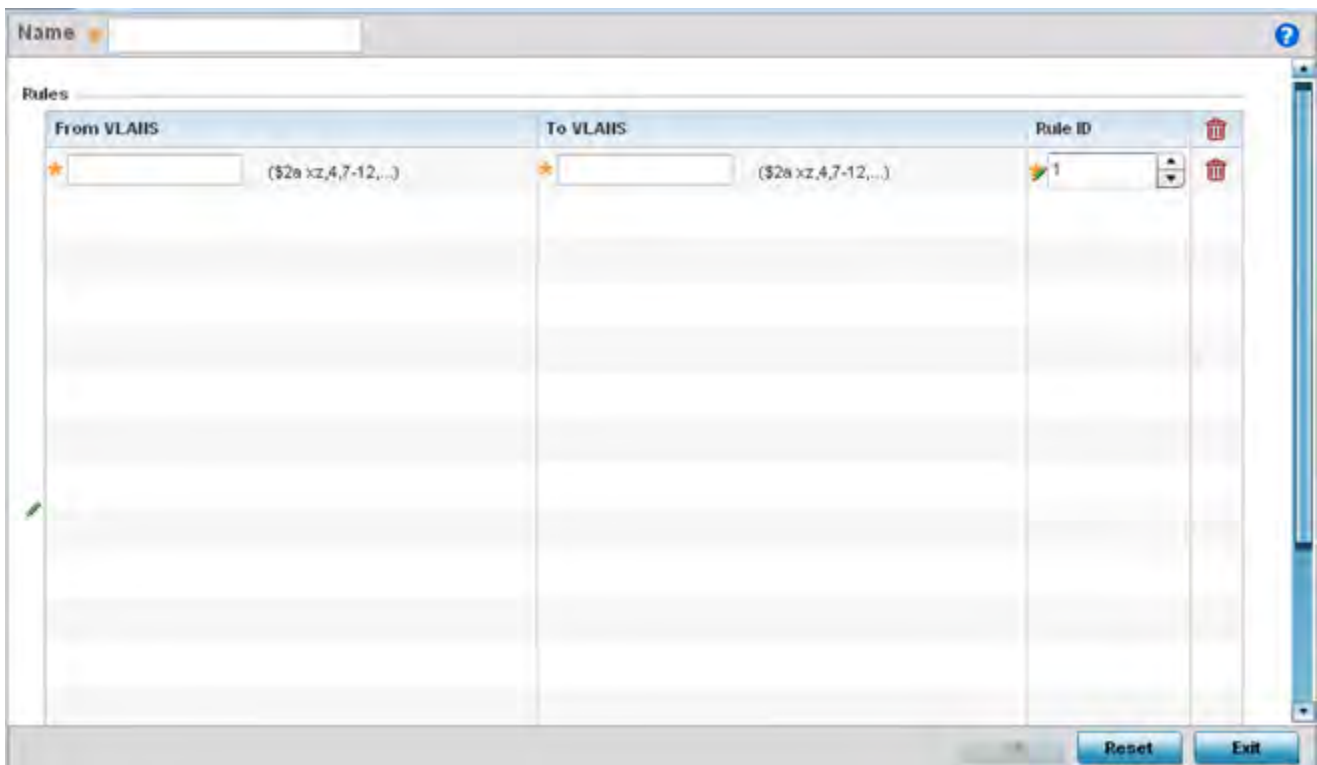 Name
?
Rules
From VLANS To VLANS Rule ID
($2a xz,4,7-12,...) ($2a xz,4,7-12,...) 1
Reset Exit